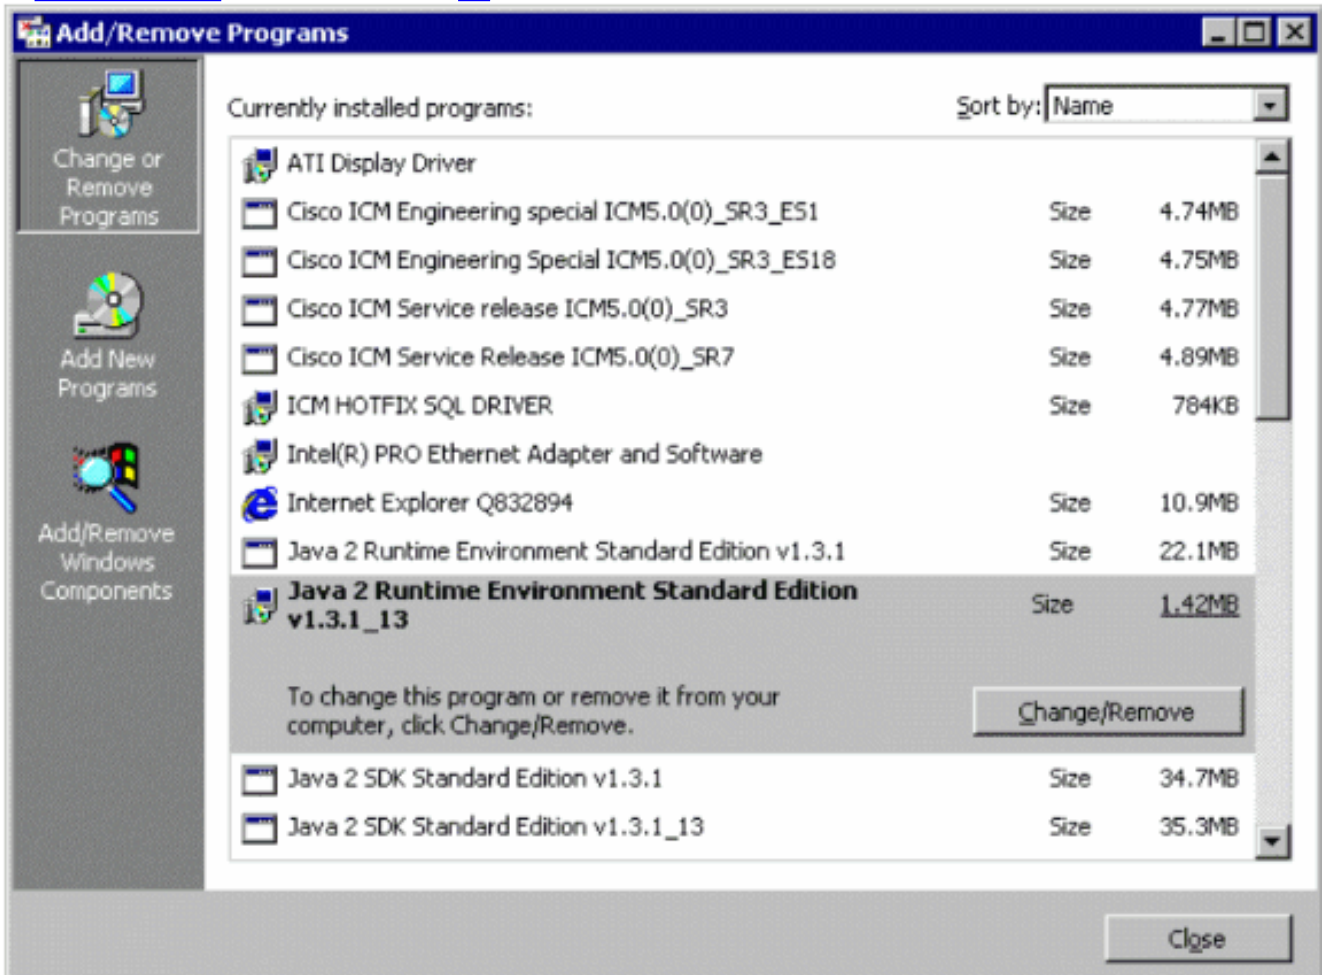 Add/Remove Programs
Change or
Remove
Programs
Add New
Programs
Add/Remove
Windows
Components
Currently installed programs:
Sort by: Name
ATI Display Driver
Cisco ICM Engineering special ICM5.0(0)_SR3_ES1 Size 4.74MB
Cisco ICM Engineering Special ICM5.0(0)_SR3_ES18 Size 4.75MB
Cisco ICM Service release ICM5.0(0)_SR3 Size 4.77MB
Cisco ICM Service Release ICM5.0(0)_SR7 Size 4.89MB
ICM HOTFIX SQL DRIVER Size 784KB
Intel(R) PRO Ethernet Adapter and Software
Internet Explorer Q832894 Size 10.9MB
Java 2 Runtime Environment Standard Edition v1.3.1 Size 22.1MB
Java 2 Runtime Environment Standard Edition Size 1.42MB
v1.3.1_13
To change this program or remove it from your
computer, click Change/Remove.
Change/Remove
Java 2 SDK Standard Edition v1.3.1 Size 34.7MB
Java 2 SDK Standard Edition v1.3.1_13 Size 35.3MB
Close